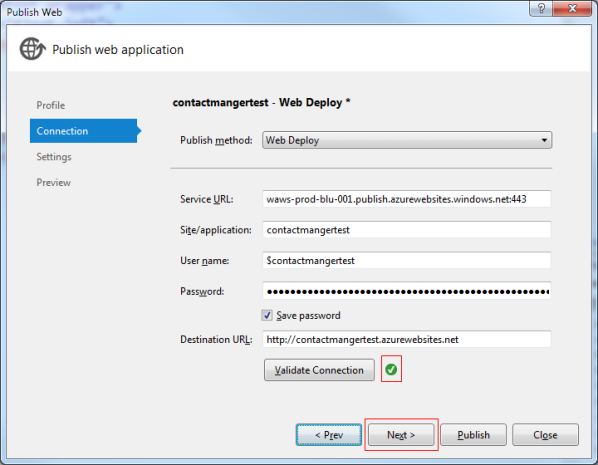 Publish Web
Publish web application
Profile
Connection
Settings
Preview
contactmangertest - Web Deploy *
Publish method: Web Deploy
Service URL: waws-prod-blu-001.publish.azurewebsites.windows.net:443
Site/application: contactmangertest
User name: $contactmangertest
Password: ●●●●●●●●●●●●●●●●●●●●●●●●●●●●●●●●●●●●●●●●
Save password
Destination URL: http://contactmangertest.azurewebsites.net
Validate Connection
< Prev Next > Publish Close